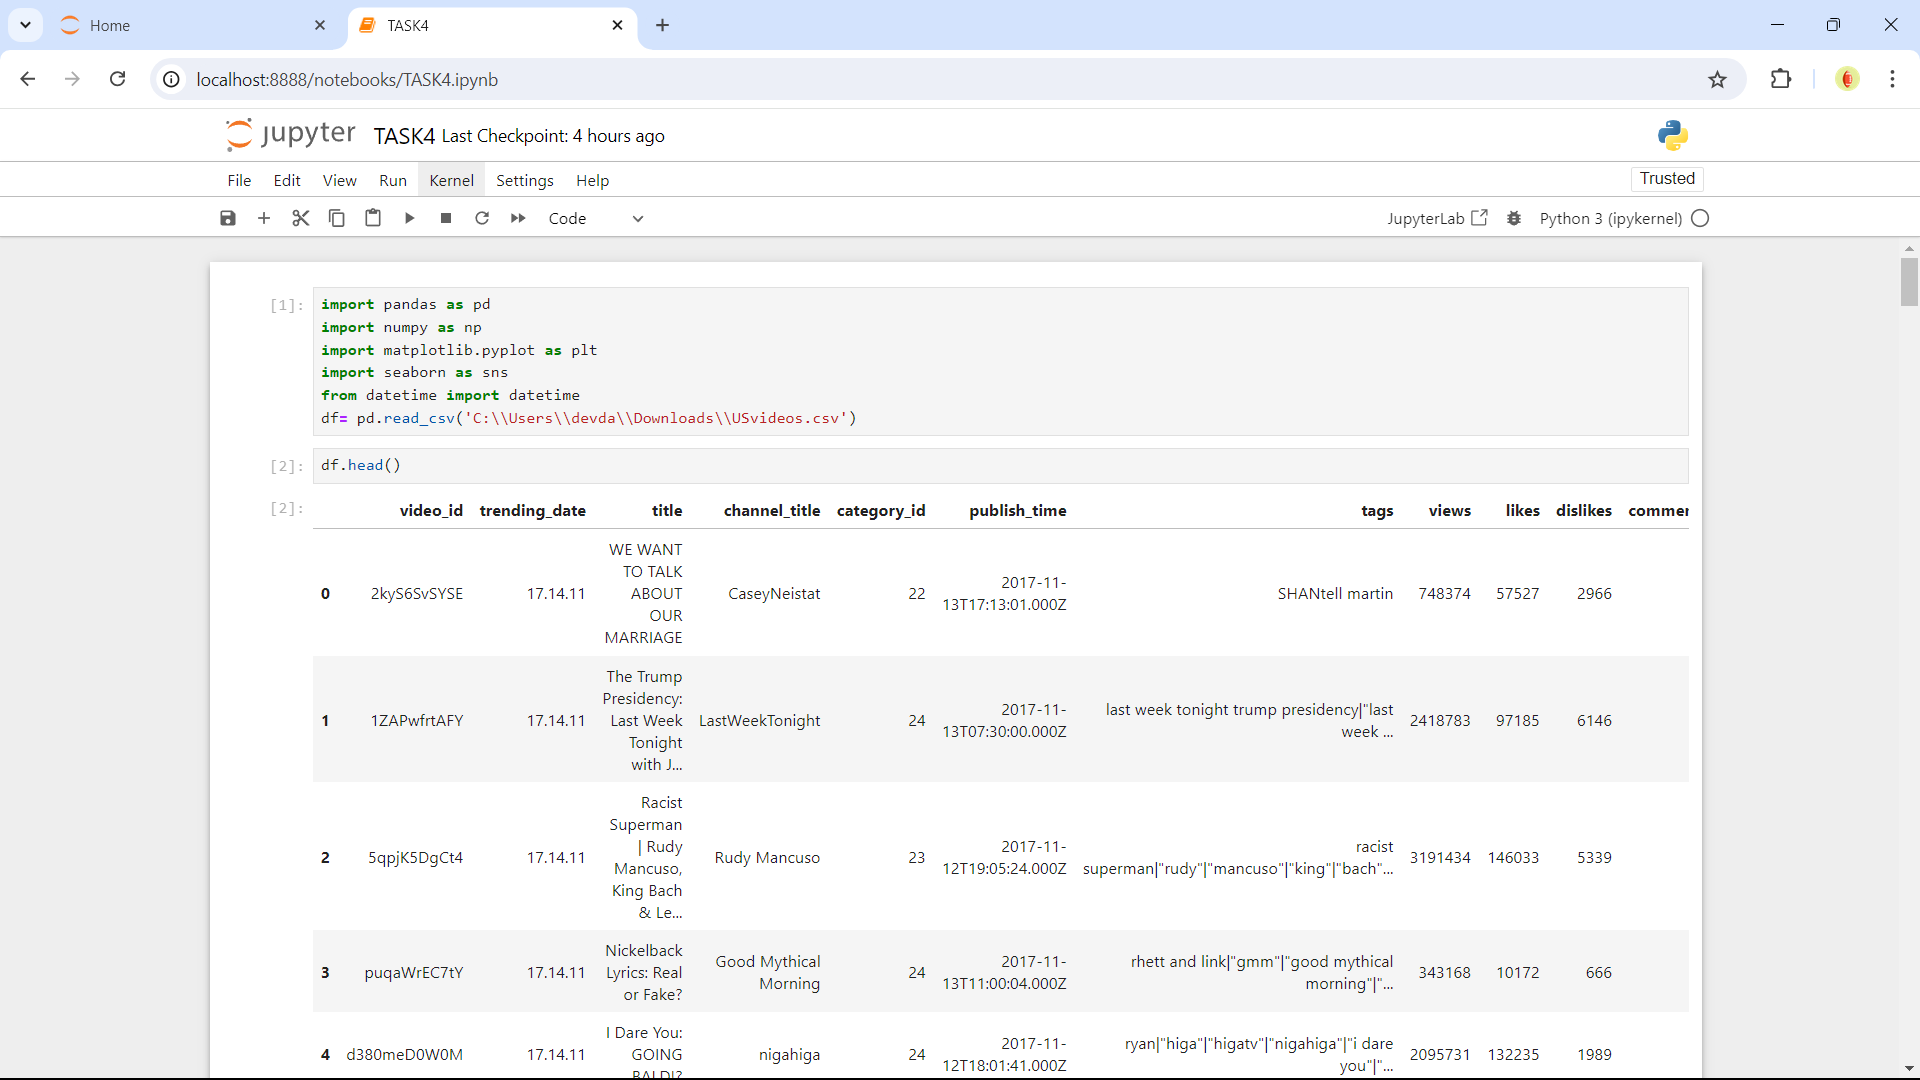 Home
TASK4
localhost:8888/notebooks/TASK4.ipynb
jupyter TASK4 Last Checkpoint: 4 hours ago
File Edit View Run Kernel Settings Help
Trusted
Code
JupyterLab Python 3 (ipykernel)
[1]:
import pandas as pd
import numpy as np
import matplotlib.pyplot as plt
import seaborn as sns
from datetime import datetime
df= pd.read_csv('C:\\Users\\devda\\Downloads\\USvideos.csv')
[2]:
df.head()
[2]:
video_id trending_date title channel_title category_id publish_time tags views likes dislikes commer
WE WANT
TO TALK
ABOUT
OUR
MARRIAGE
0 2kyS6SvSYSE 17.14.11 CaseyNeistat 22
2017-11-
13T17:13:01.000Z
SHANtell martin 748374 57527 2966
The Trump
Presidency:
Last Week
Tonight
with J...
1 1ZAPwfrtAFY 17.14.11 LastWeekTonight 24
2017-11-
13T07:30:00.000Z
last week tonight trump presidency|"last
week ...
2418783 97185 6146
Racist
Superman
| Rudy
Mancuso,
King Bach
& Le...
2 5qpjK5DgCt4 17.14.11 Rudy Mancuso 23
2017-11-
12T19:05:24.000Z
racist
superman|"rudy"|"mancuso"|"king"|"bach"...
3191434 146033 5339
Nickelback
Lyrics: Real
or Fake?
3 puqaWrEC7tY 17.14.11
Good Mythical
Morning
24
2017-11-
13T11:00:04.000Z
rhett and link|"gmm"|"good mythical
morning"|"...
343168 10172 666
I Dare You:
GOING
BALD!?
4 d380meD0W0M 17.14.11 nigahiga 24
2017-11-
12T18:01:41.000Z
ryan|"higa"|"higatv"|"nigahiga"|"i dare
you"|"...
2095731 132235 1989